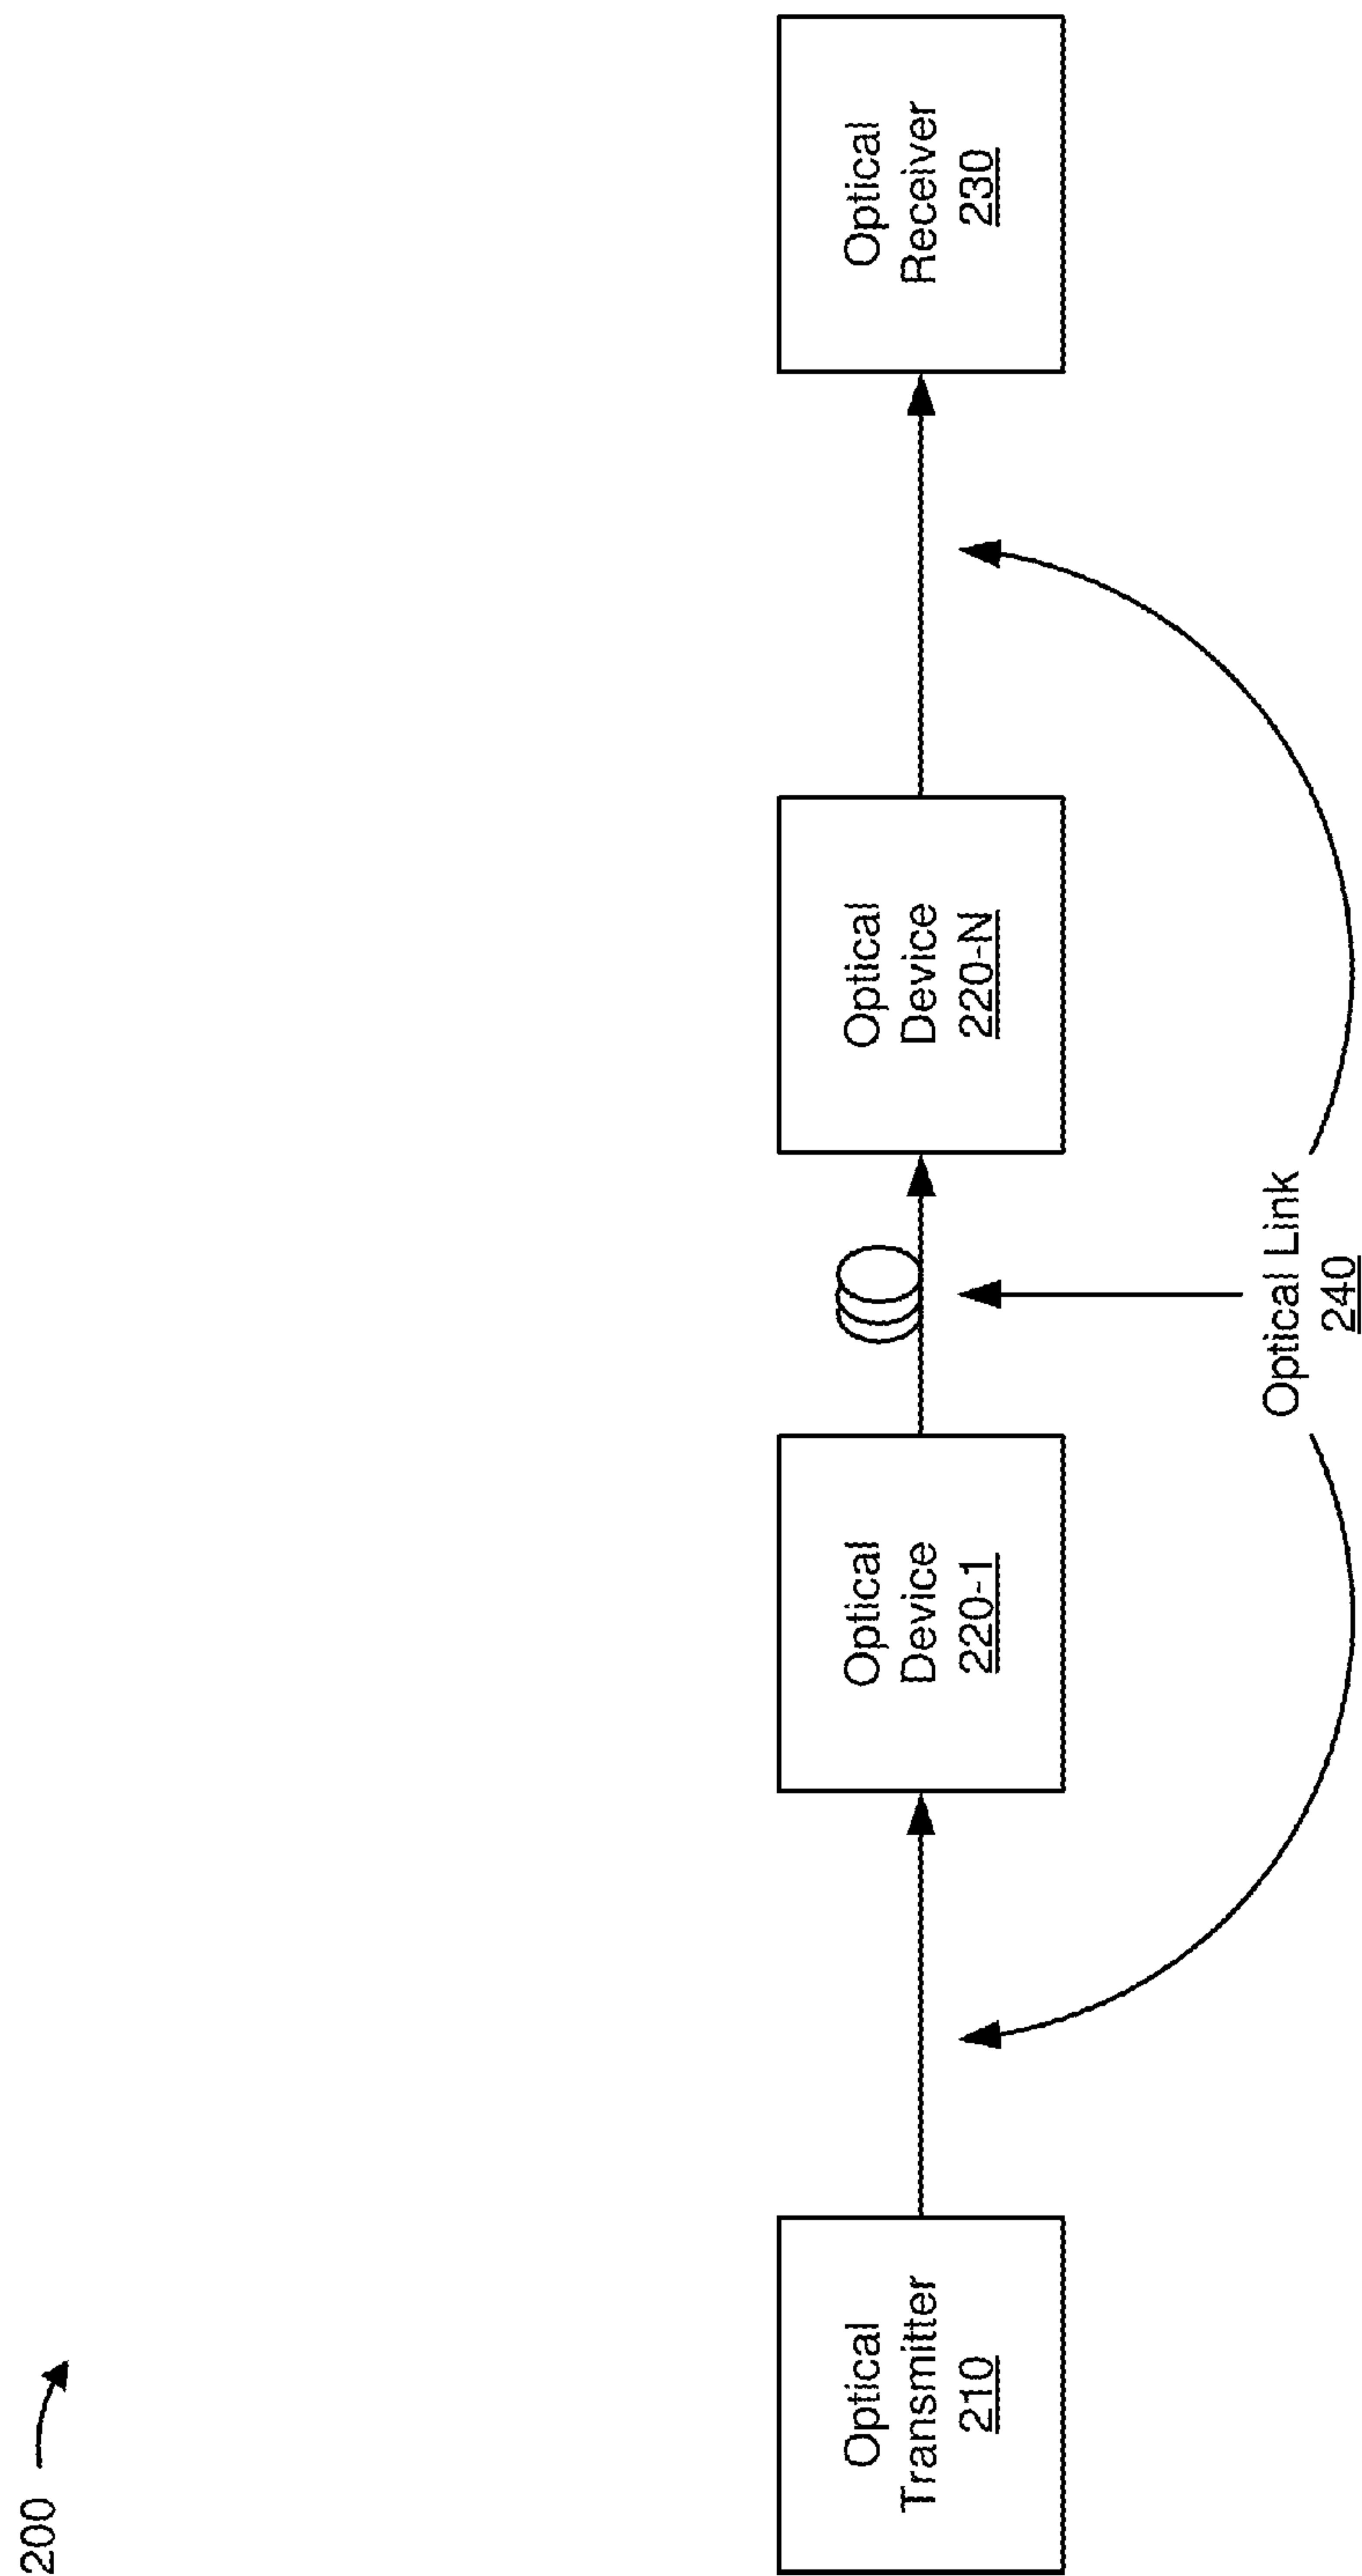 200
Optical
Transmitter
210
Optical
Device
220-1
Optical
Device
220-N
Optical
Receiver
230
Optical Link
240